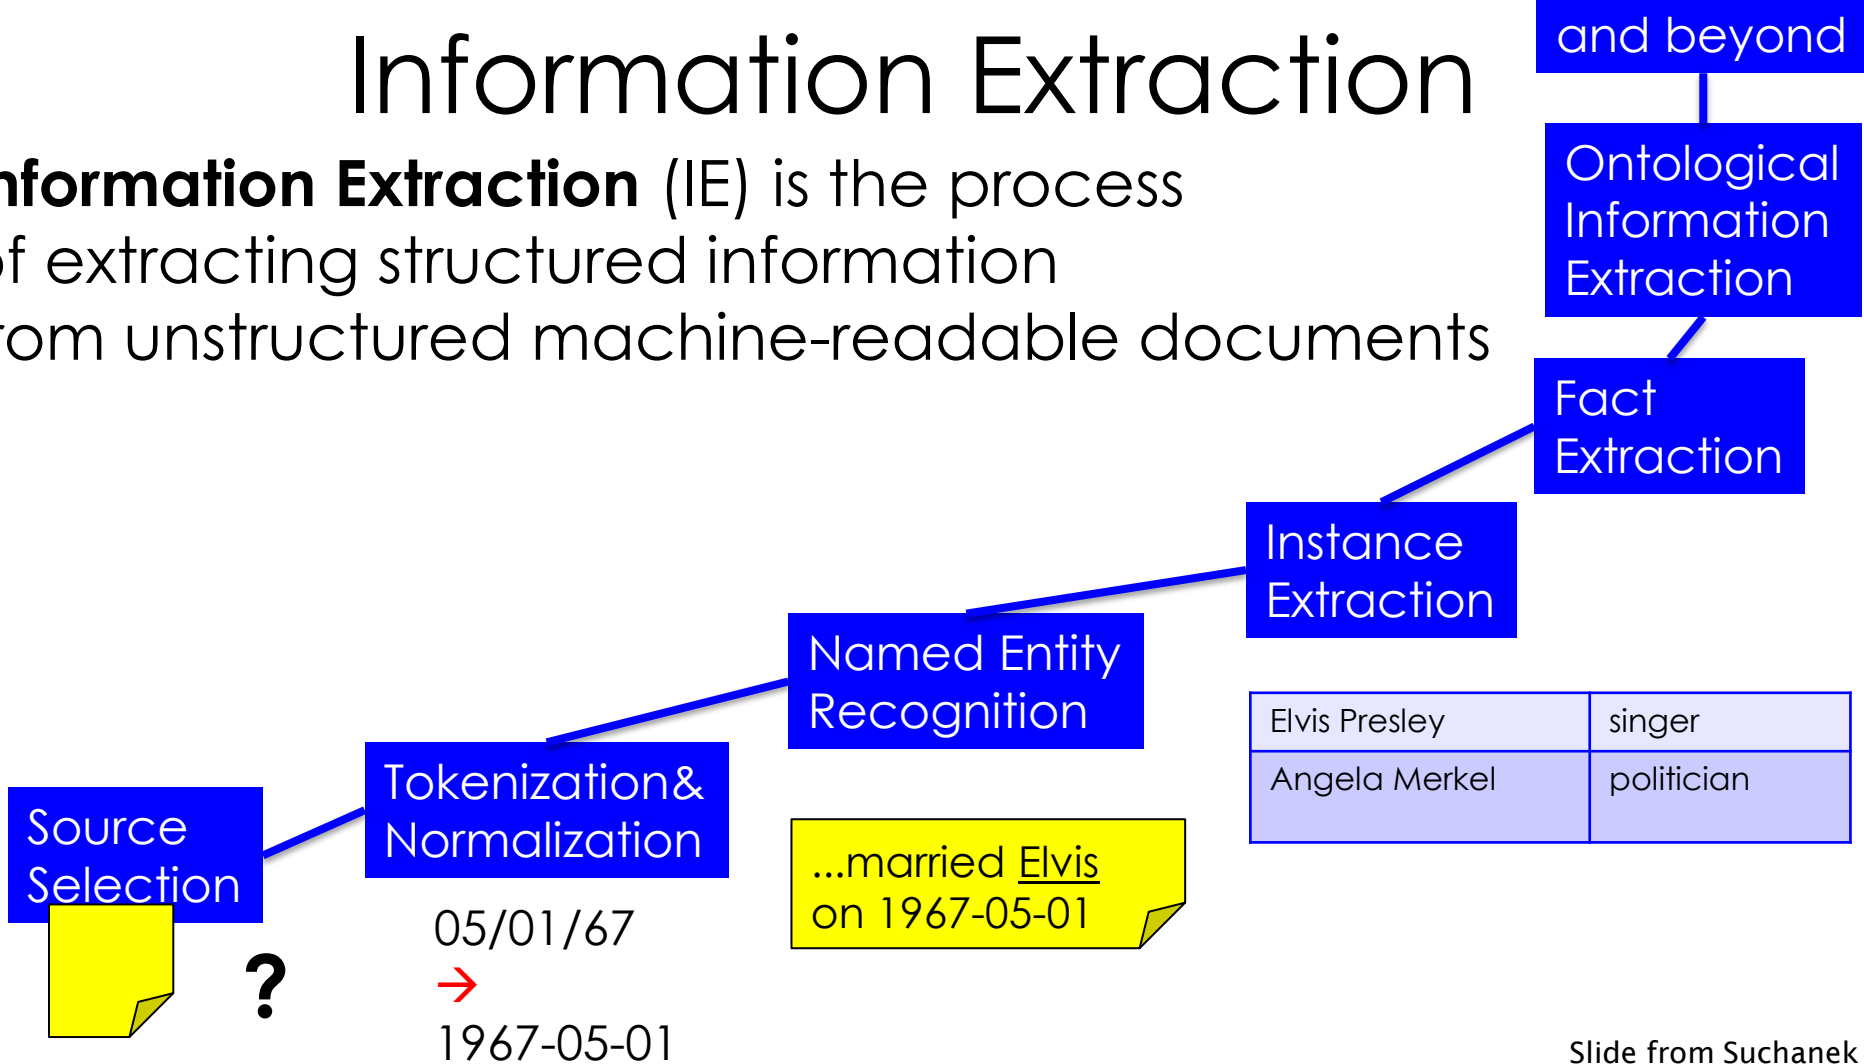 Information Extraction
and beyond
nformation Extraction (IE) is the process
of extracting structured information
rom unstructured machine-readable documents
Ontological
Information
Extraction
Fact
Extraction
Instance
Extraction
Elvis Presley singer
Angela Merkel politician
Named Entity
Recognition
...married Elvis
on 1967-05-01
Tokenization&
Normalization
05/01/67
→
1967-05-01
Source
Selection
?
Slide from Suchanek